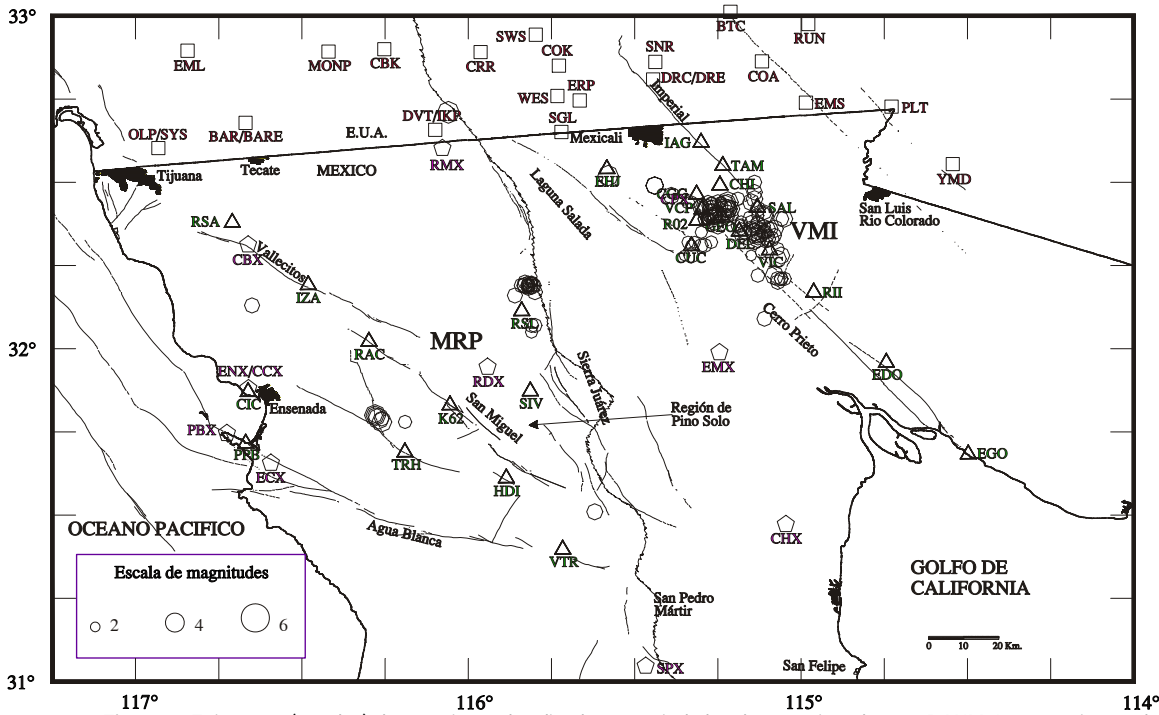 33°
BTC
RUN
SWS
COK
SNR
EML
MONP
CBK
CRR
COA
DRC/DRE
ERP
WES
Imperial
EMS
PLT
DVT/IKP
SGL
OLP/SYS
BAR/BARE
E.U.A.
Mexicali
IAG
Tecate
MEXICO
RMX
Tijuana
TAM
YMD
EHJ
CHI
Laguna Salada
VCP
SAL
San Luis
Rio Colorado
RSA
R02
VMI
CBX
Vallecitos
CUC
VIC
IZA
RII
RSL
Cerro Prieto
32°
MRP
RAC
EMX
EDO
ENX/CCX
RDX
Sierra Juárez
CIC
Ensenada
SIV
San Miguel
Región de
Pino Solo
K62
PBX
PPB
TRH
EGO
ECX
HDI
OCEANO PACIFICO
Agua Blanca
CHX
VTR
Escala de magnitudes
2
4
6
GOLFO DE
CALIFORNIA
San Pedro
Mártir
0 10 20 Km.
SPX
San Felipe
31°
117°
116°
115°
114°